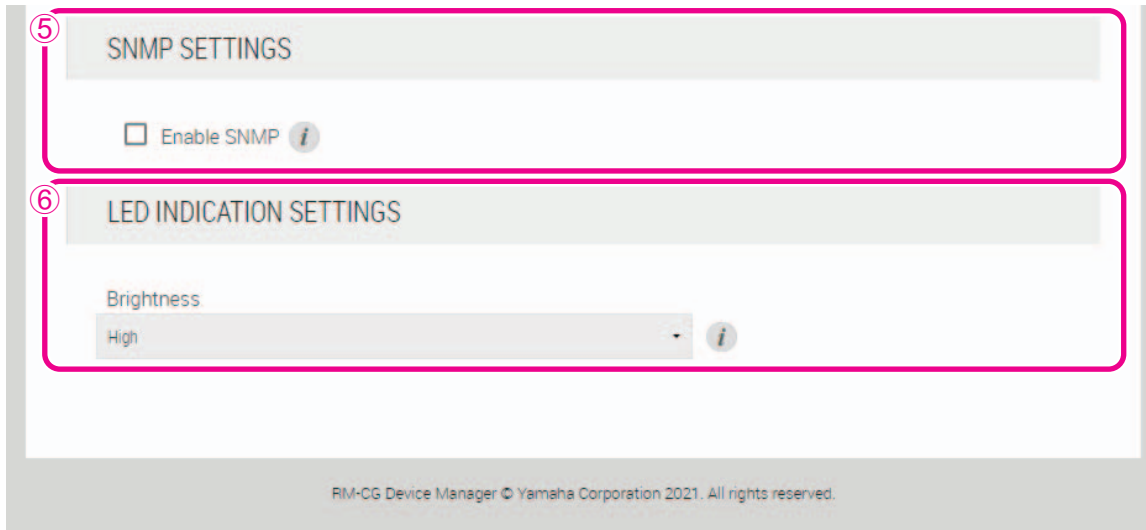 ⑤
SNMP SETTINGS
Enable SNMP i
⑥
LED INDICATION SETTINGS
Brightness
High i
RM-CG Device Manager © Yamaha Corporation 2021. All rights reserved.